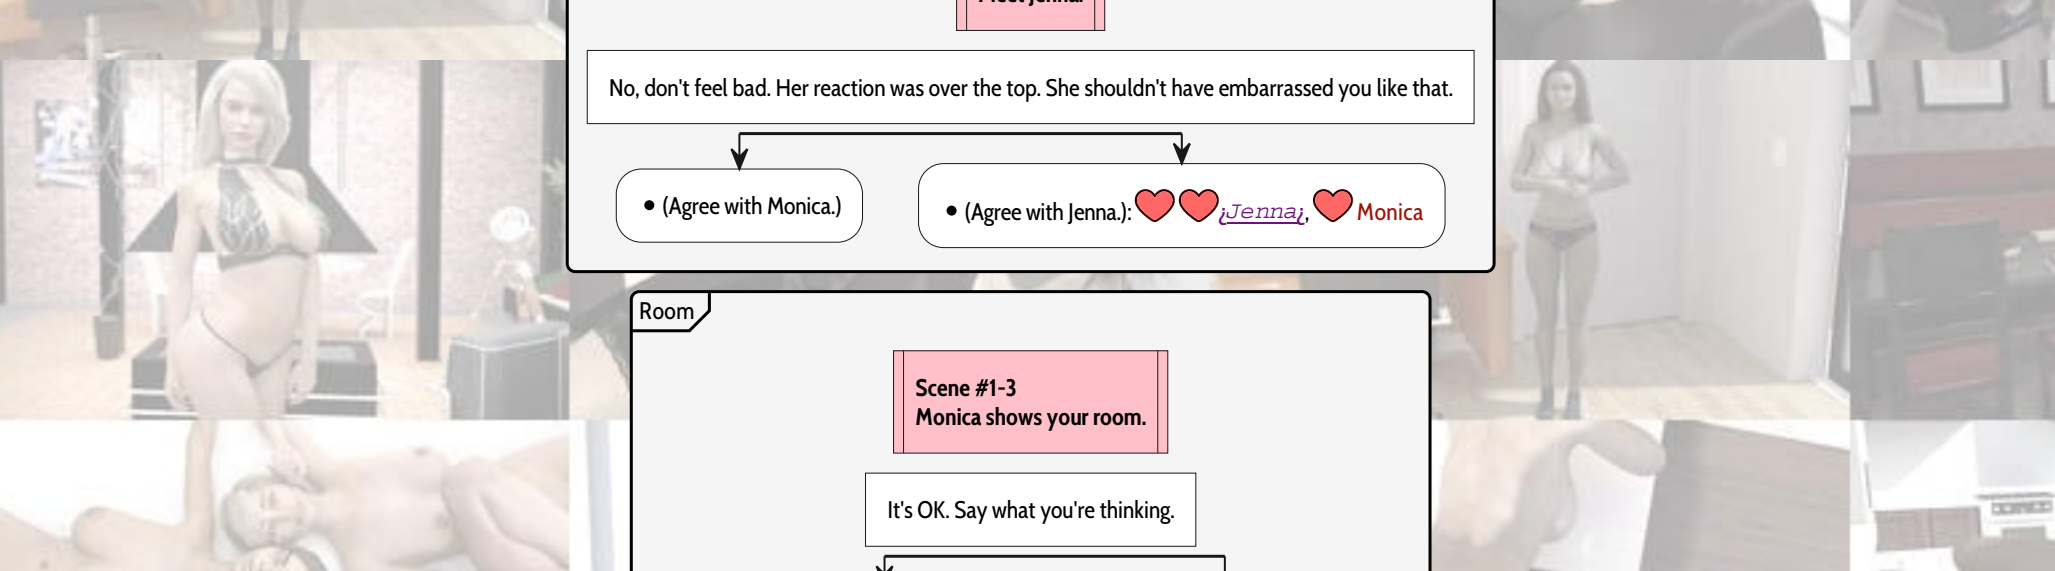 Meet Jenna.
No, don't feel bad. Her reaction was over the top. She shouldn't have embarrassed you like that.
• (Agree with Monica.)
• (Agree with Jenna.): ¿Jenna¿, Monica
Room
Scene #1-3
Monica shows your room.
It's OK. Say what you're thinking.